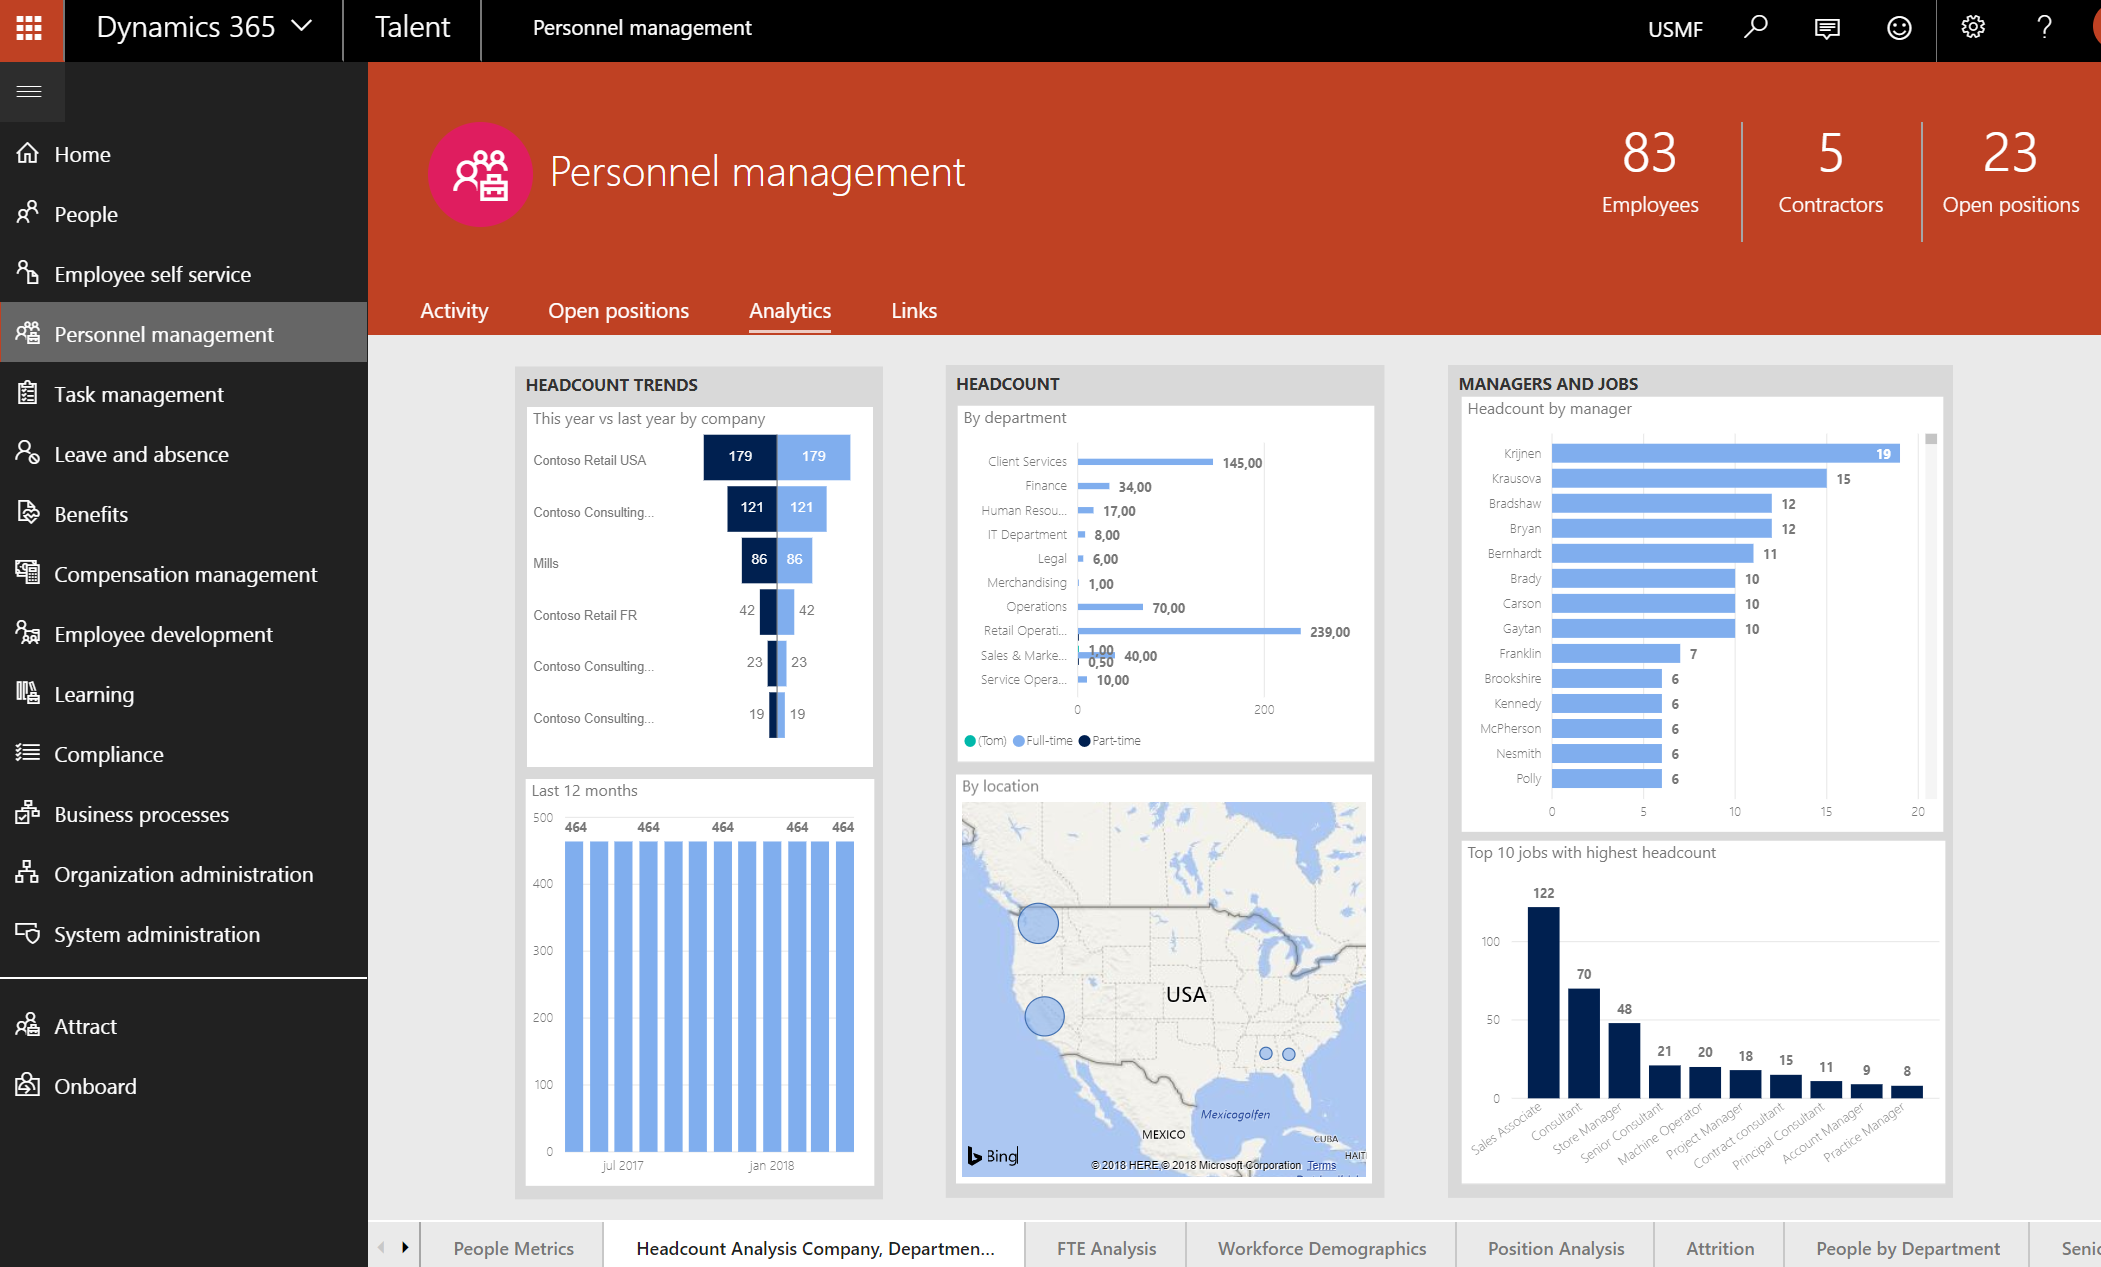 Dynamics 365
Talent
Personnel management
USMF
?
Home
People
Employee self service
Personnel management
Task management
Leave and absence
Benefits
Compensation management
Employee development
Learning
Compliance
Business processes
Organization administration
System administration
Attract
Onboard
Personnel management
83
Employees
5
Contractors
23
Open positions
Activity
Open positions
Analytics
Links
HEADCOUNT TRENDS
This year vs last year by company
Contoso Retail USA 179 179
Contoso Consulting... 121 121
Mills 86 86
Contoso Retail FR 42 42
Contoso Consulting... 23 23
Contoso Consulting... 19 19
Last 12 months
500
464 464 464 464 464
400
300
200
100
0
jul 2017 jan 2018
HEADCOUNT
By department
Client Services 145,00
Finance 34,00
Human Resou... 17,00
IT Department 8,00
Legal 6,00
Merchandising 1,00
Operations 70,00
Retail Operati... 239,00
1,00
Sales & Marke... 40,00
0,50
Service Opera... 10,00
0 200
(Tom) Full-time Part-time
By location
USA
Mexicogolfen
MEXICO
CUBA
HAIT
Bing
© 2018 HERE © 2018 Microsoft Corporation Terms
MANAGERS AND JOBS
Headcount by manager
Krijnen 19
Krausova 15
Bradshaw 12
Bryan 12
Bernhardt 11
Brady 10
Carson 10
Gaytan 10
Franklin 7
Brookshire 6
Kennedy 6
McPherson 6
Nesmith 6
Polly 6
0 5 10 15 20
Top 10 jobs with highest headcount
122
100
70
50
48
21 20 18 15 11 9 8
0
Sales Associate
Consultant
Store Manager
Senior Consultant
Machine Operator
Project Manager
Contract consultant
Principal Consultant
Account Manager
Practice Manager
People Metrics
Headcount Analysis Company, Departmen...
FTE Analysis
Workforce Demographics
Position Analysis
Attrition
People by Department